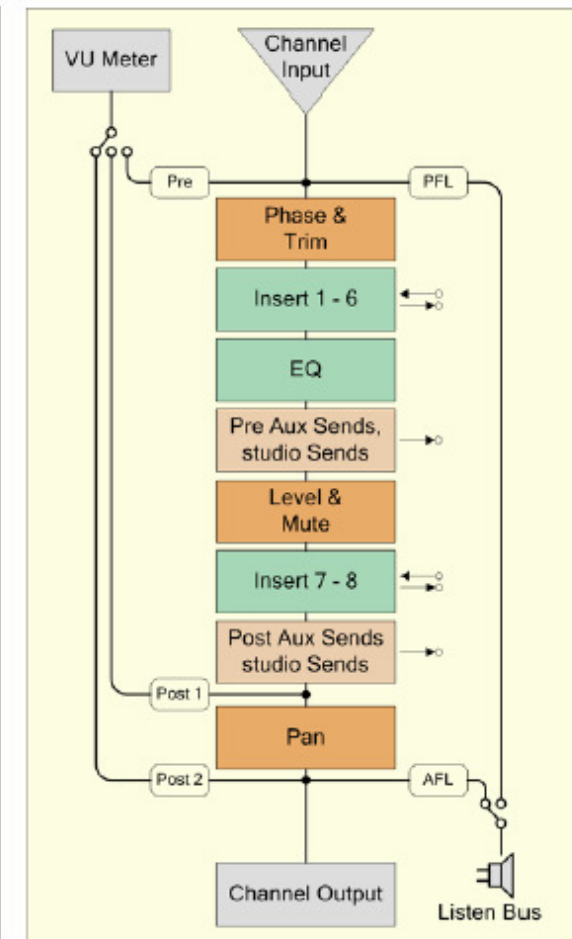 VU Meter
Channel
Input
Pre
PFL
Phase &
Trim
Insert 1 - 6
EQ
Pre Aux Sends,
studio Sends
Level &
Mute
Insert 7 - 8
Post Aux Sends
studio Sends
Post 1
Pan
Post 2
AFL
Channel Output
Listen Bus